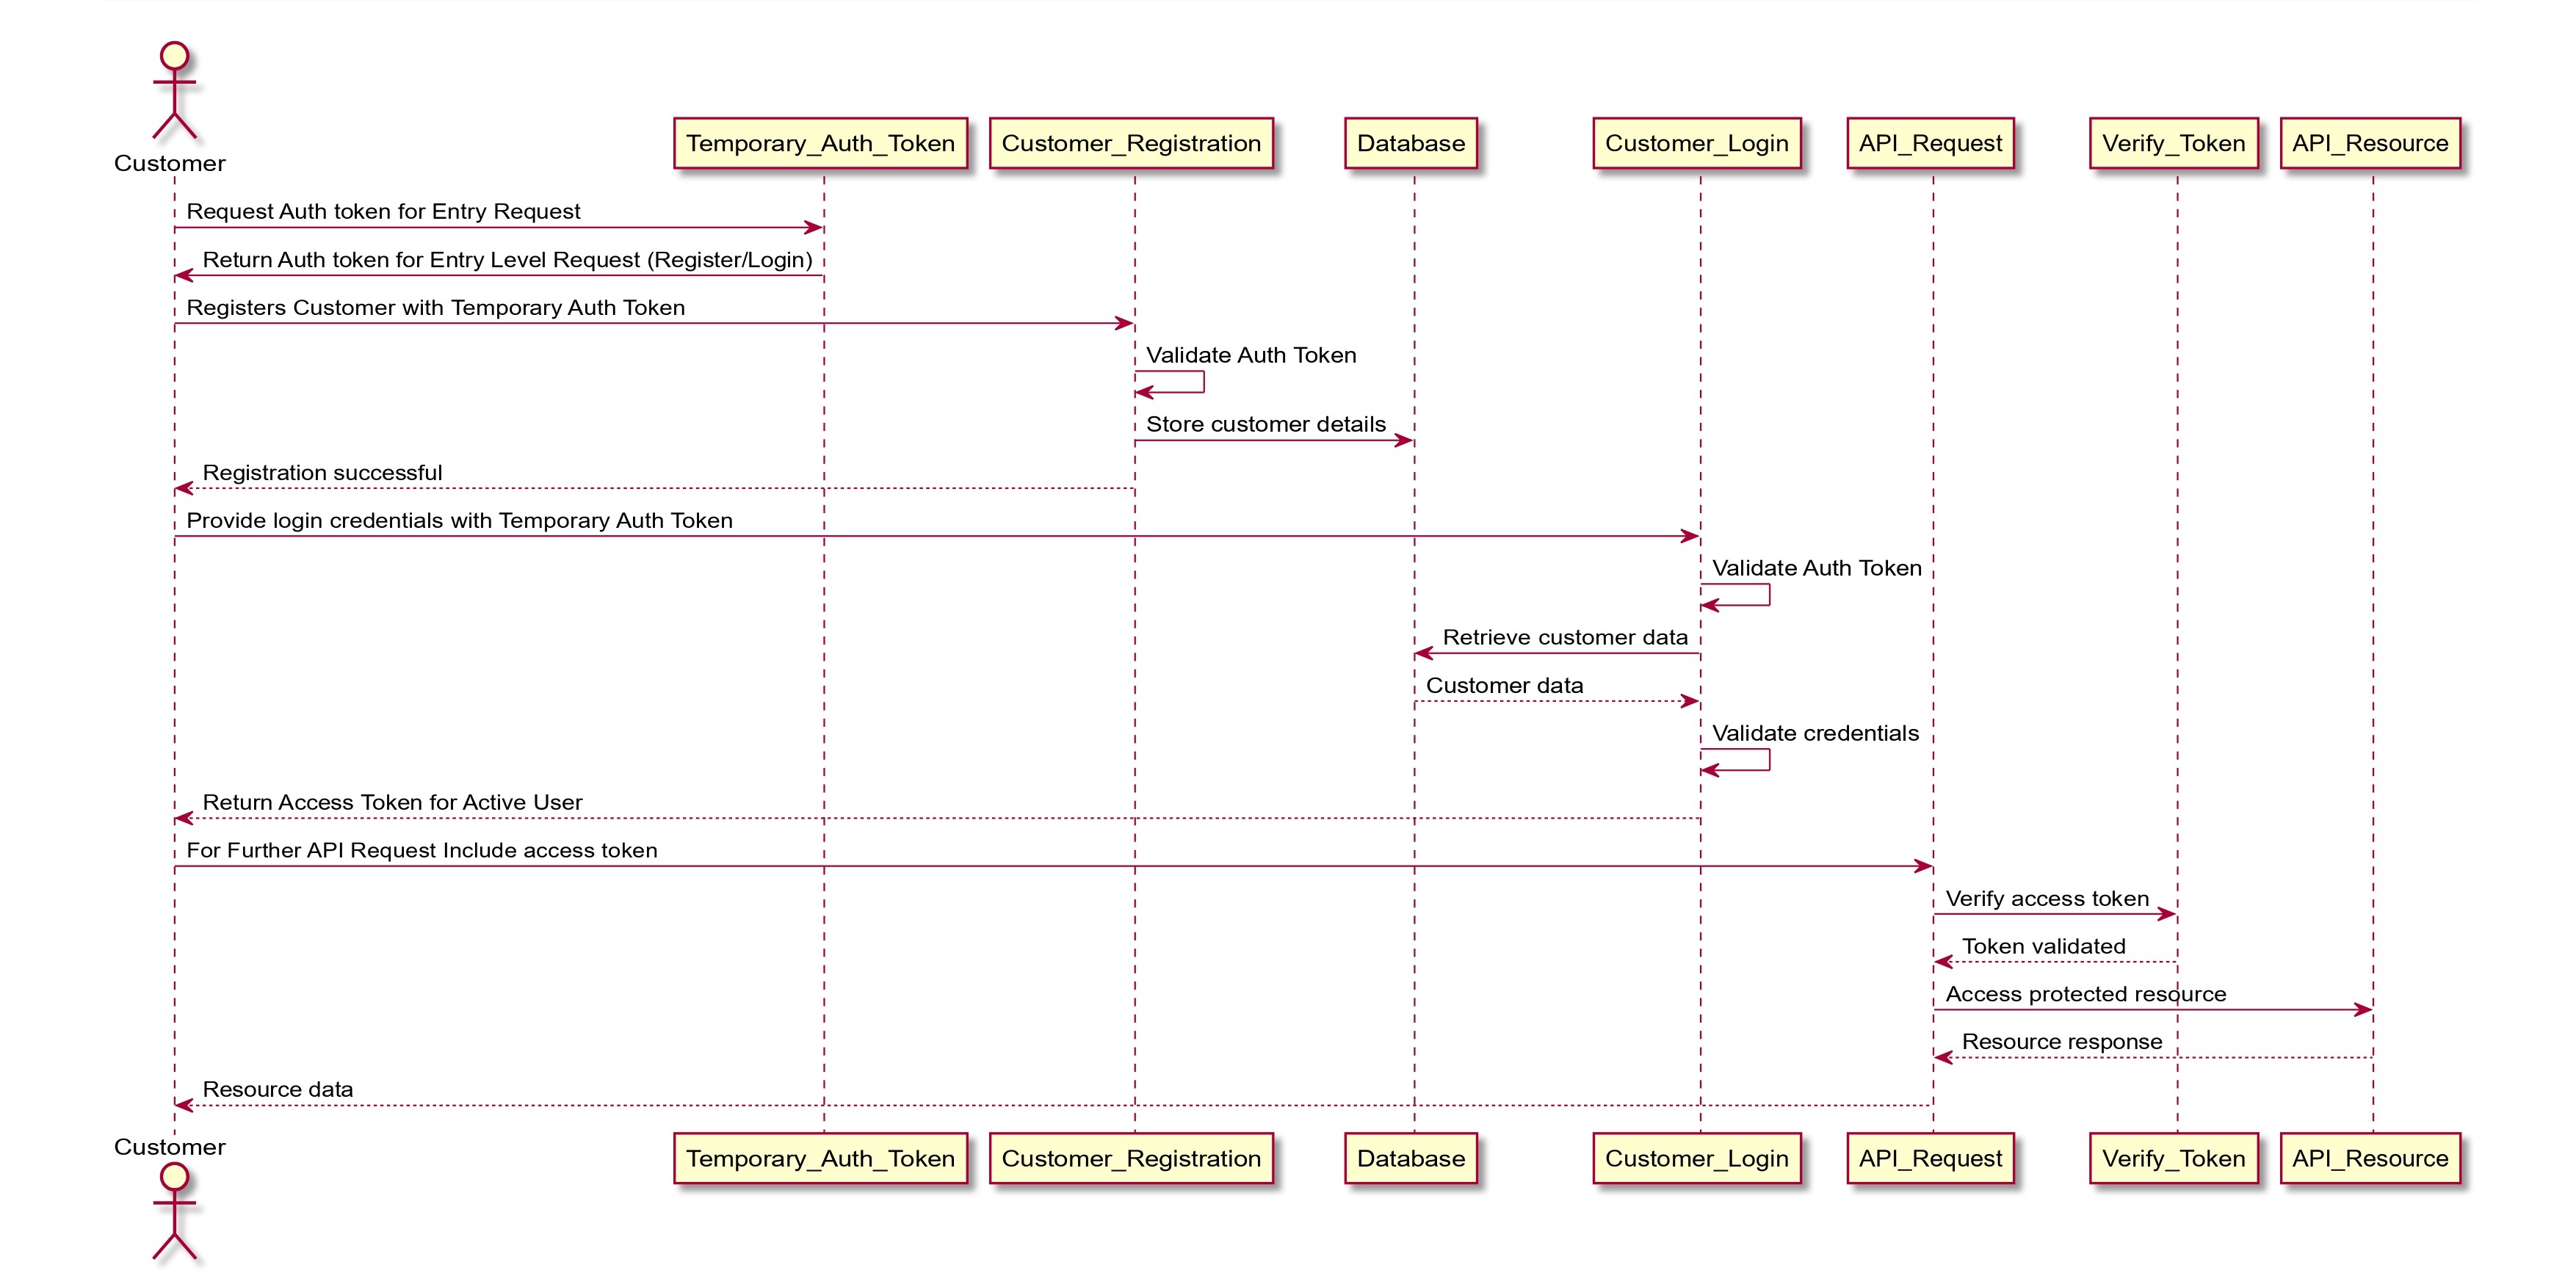 Customer
Temporary_Auth_Token
Customer_Registration
Database
Customer_Login
API_Request
Verify_Token
API_Resource
Request Auth token for Entry Request
Return Auth token for Entry Level Request (Register/Login)
Registers Customer with Temporary Auth Token
Validate Auth Token
Store customer details
Registration successful
Provide login credentials with Temporary Auth Token
Validate Auth Token
Retrieve customer data
Customer data
Validate credentials
Return Access Token for Active User
For Further API Request Include access token
Verify access token
Token validated
Access protected resource
Resource response
Resource data
Customer
Temporary_Auth_Token
Customer_Registration
Database
Customer_Login
API_Request
Verify_Token
API_Resource